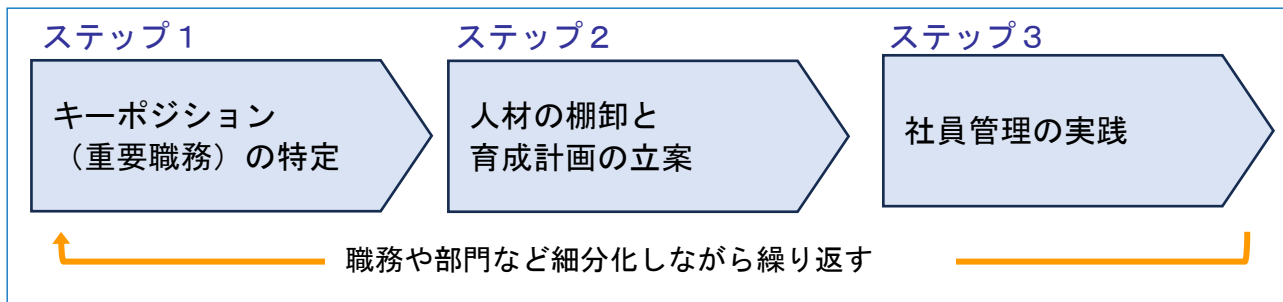 ステップ１
ステップ２
ステップ３
キーポジション
（重要職務）の特定
人材の棚卸と
育成計画の立案
社員管理の実践
職務や部門など細分化しながら繰り返す